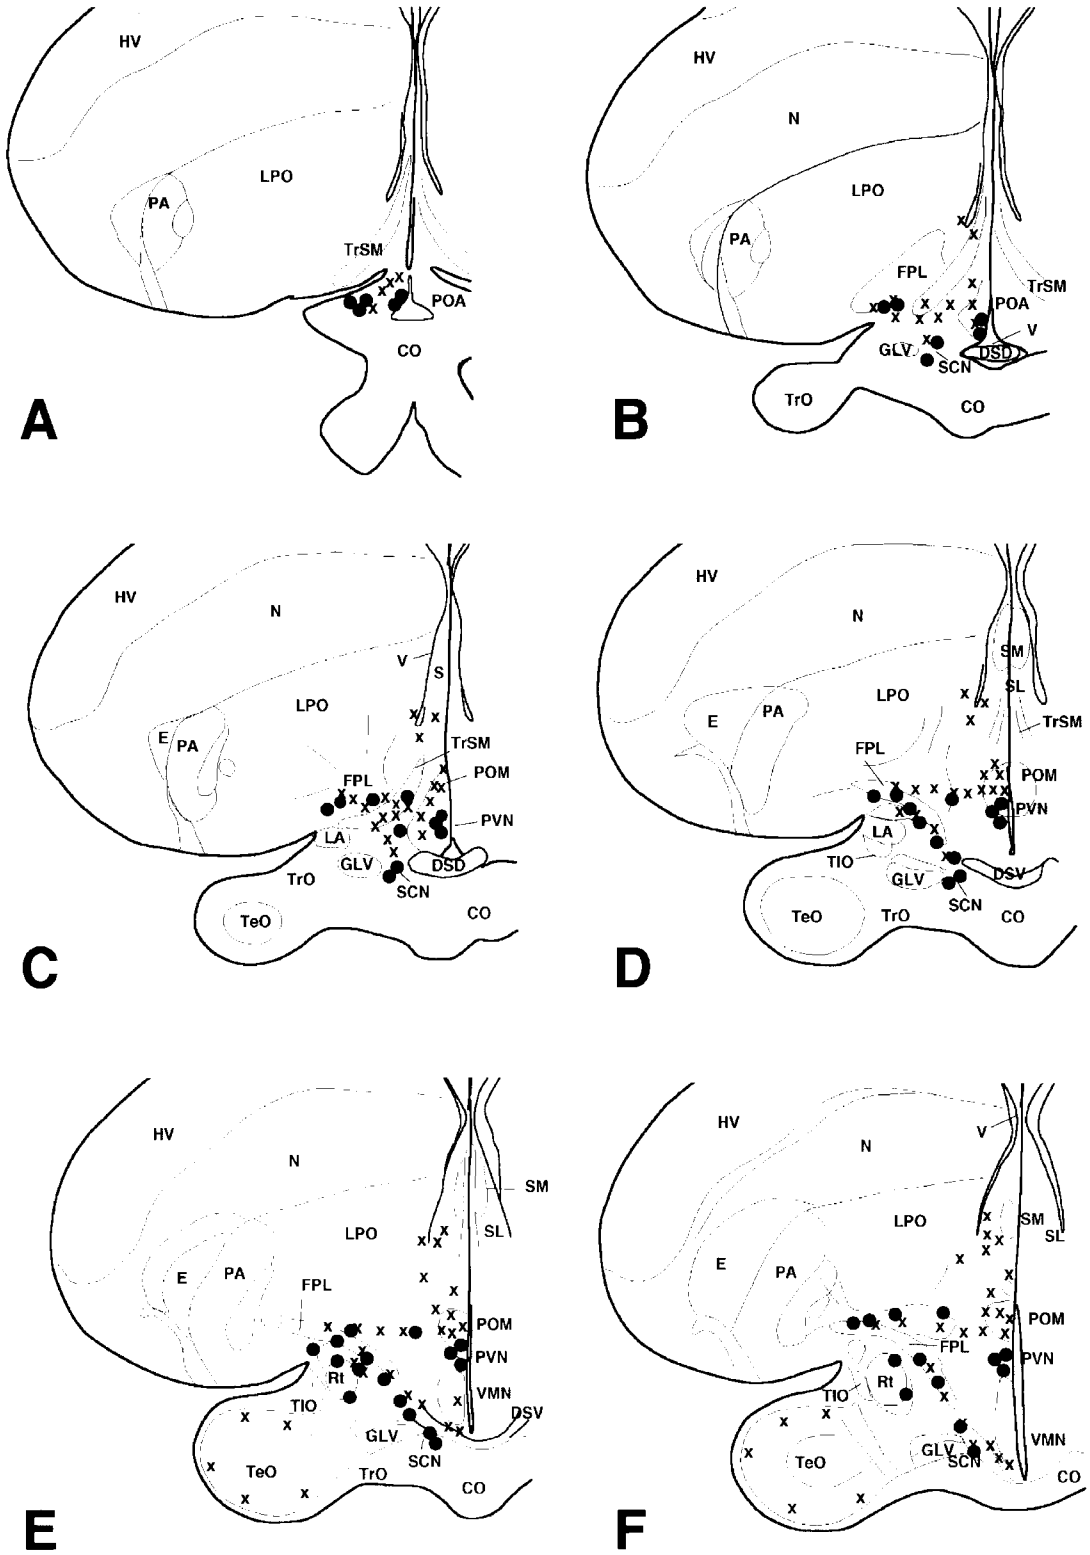 HV
LPO
PA
TrSM
POA
CO
A
HV
N
LPO
PA
FPL
TrSM
POA
V
GLV
DSD
SCN
TrO
CO
B
HV
N
V
S
LPO
E
PA
TrSM
FPL
POM
PVN
LA
GLV
DSD
TrO
SCN
TeO
CO
C
HV
N
SM
SL
LPO
PA
E
TrSM
FPL
POM
PVN
LA
TIO
GLV
DSV
SCN
TeO
TrO
CO
D
HV
N
SM
LPO
SL
PA
E
FPL
POM
PVN
Rt
VMN
TIO
DSV
GLV
SCN
TeO
TrO
CO
E
HV
V
N
LPO
SM
SL
E
PA
POM
FPL
PVN
Rt
TIO
VMN
GLV
SCN
TeO
CO
F